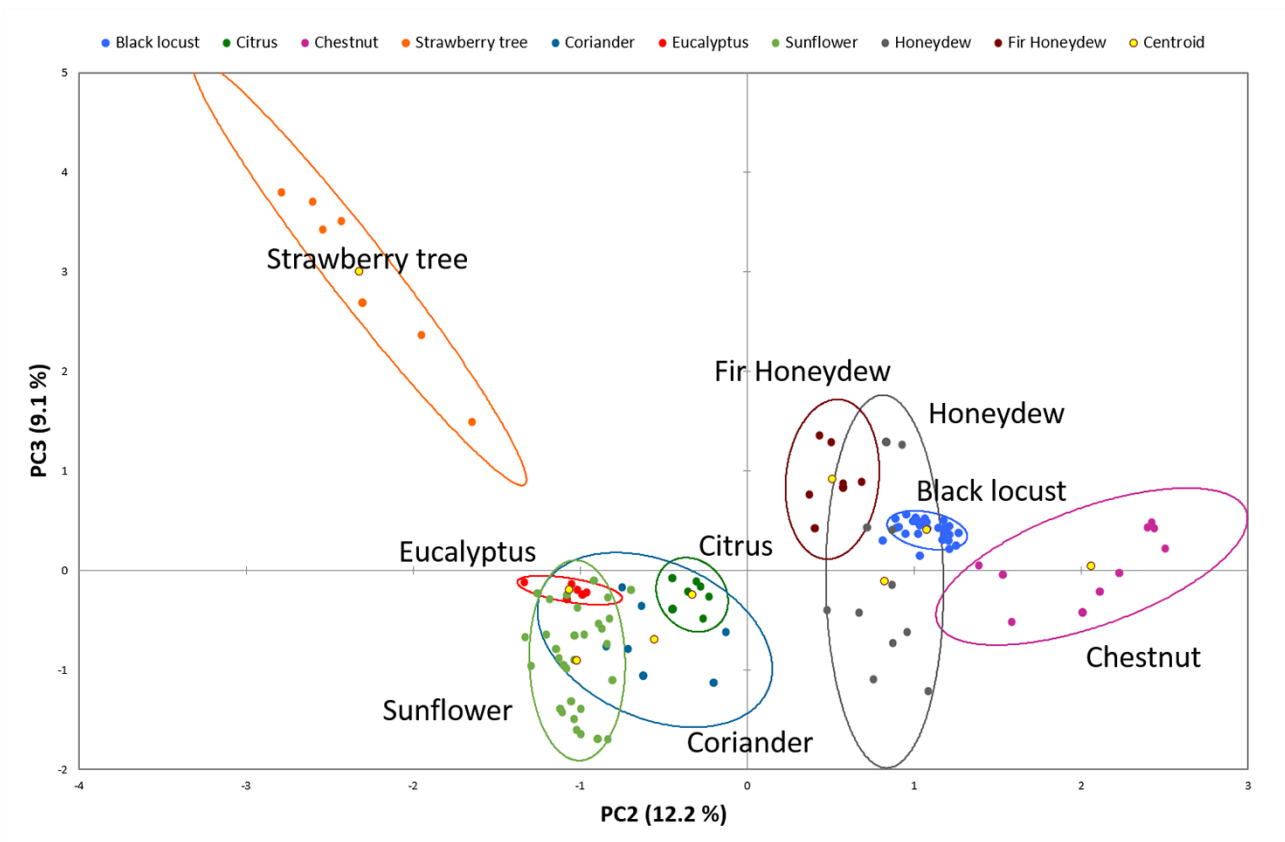 Black locust Citrus Chestnut Strawberry tree Coriander Eucalyptus Sunflower Honeydew Fir Honeydew Centroid
5
4
3
2
1
0
-1
-2
PC3 (9.1 %)
Strawberry tree
Fir Honeydew
Honeydew
Black locust
Eucalyptus
Citrus
Chestnut
Sunflower
Coriander
-4 -3 -2 -1 0 1 2 3
PC2 (12.2 %)